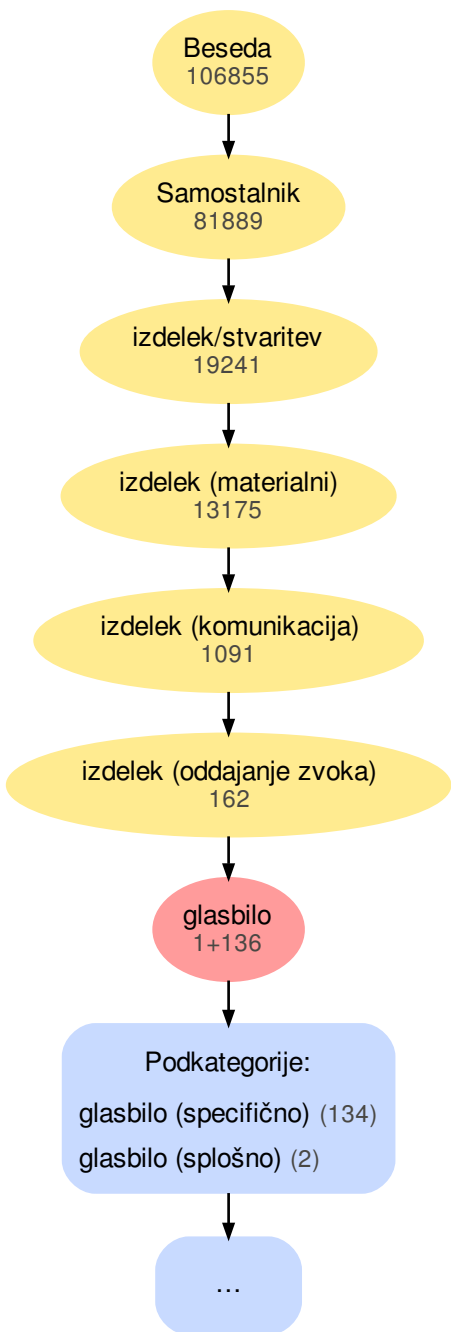 Beseda
106855
Samostalnik
81889
izdelek/stvaritev
19241
izdelek (materialni)
13175
izdelek (komunikacija)
1091
izdelek (oddajanje zvoka)
162
glasbilo
1+136
Podkategorije:
glasbilo (specifično) (134)
glasbilo (splošno) (2)
...